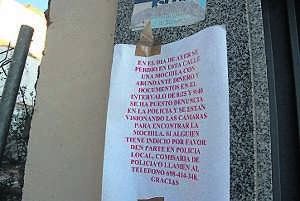 EN EL DIA DE AYER SE
PERDIO EN ESTA CALLE
UNA MOCHILA CON
ABUNDANTE DINERO Y
DOCUMENTOS EN EL
INTERVALO DE 8:25 Y 9:40
SE HA PUESTO DENUNCIA
EN LA POLICIA Y SE ESTAN
VISIONANDO LAS CAMARAS
PARA ENCONTRAR LA
MOCHILA. SI ALGUIEN
TIENE INDICIO POR FAVOR
DEN PARTE EN POLICIA
LOCAL, COMISARIA DE
POLICIA O LLAMEN AL
TELEFONO
GRACIAS